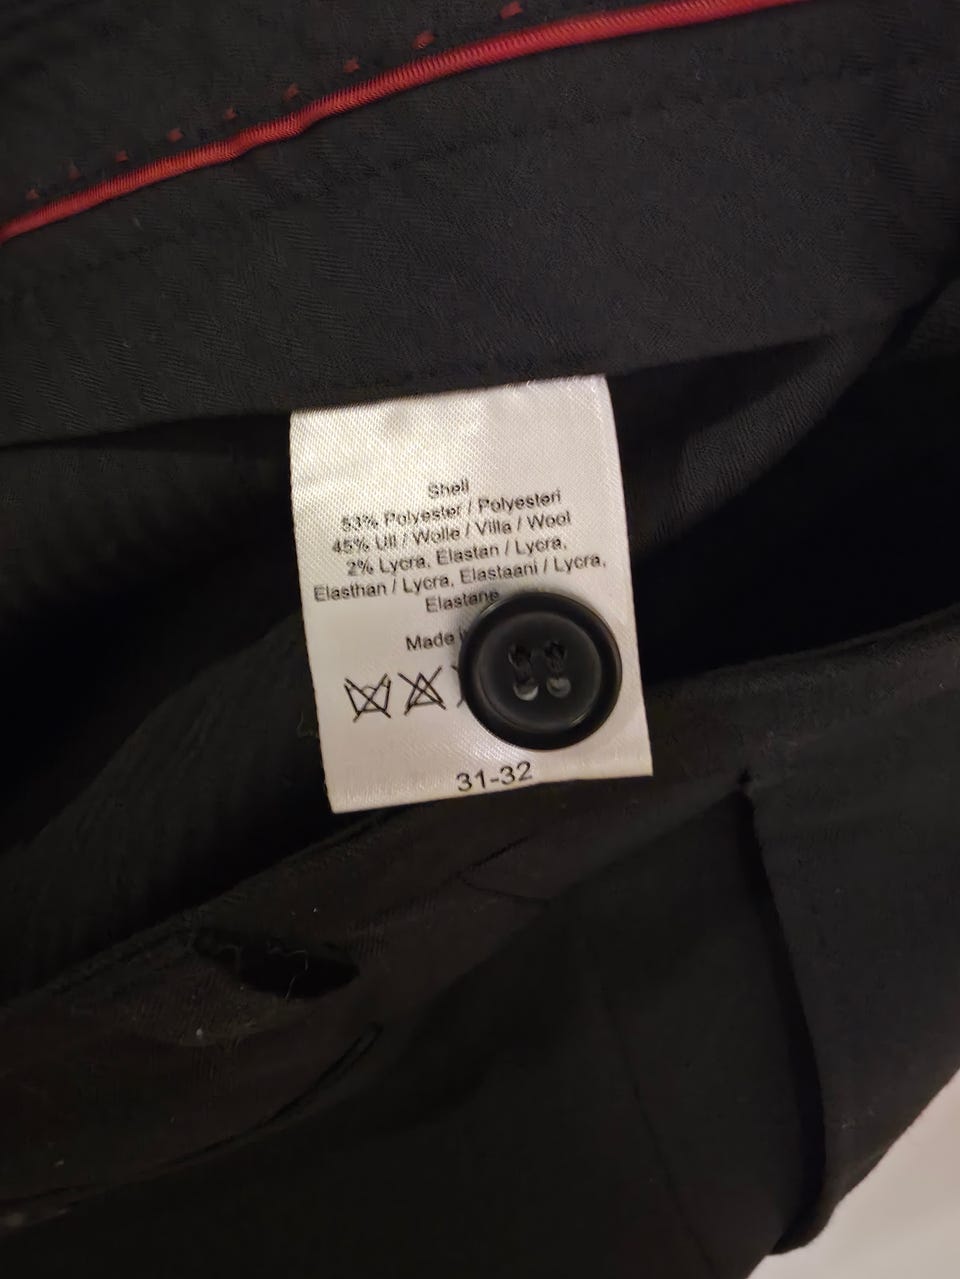 Shell
53% Polyester / Polyesteri
45% Ull / Wolle / Villa / Wool
2% Lycra, Elastan / Lycra,
Elasthan / Lycra, Elastaani / Lycra,
Elastane
Made
31-32